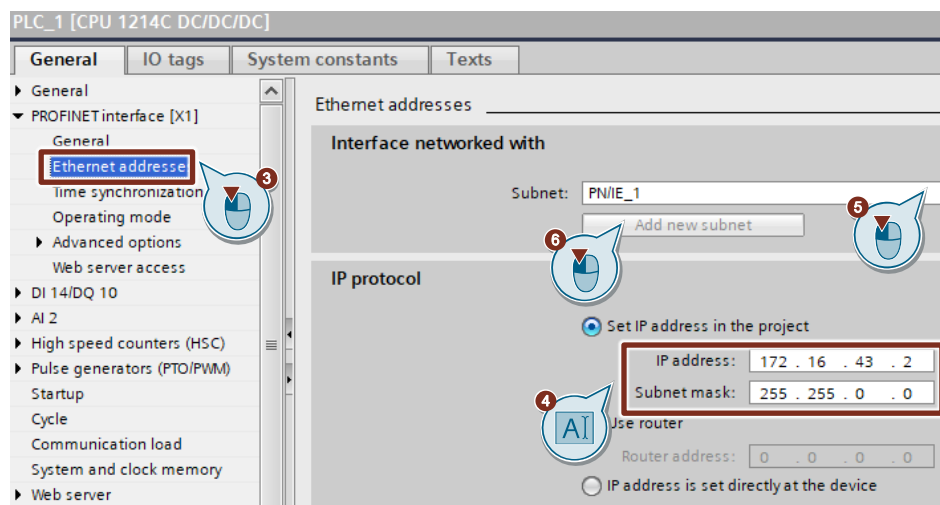 PLC_1 [CPU 1214C DC/DC/DC]
General IO tags System constants Texts
General
PROFINET interface [X1]
General
Ethernet addresse
Time synchronization
Operating mode
Advanced options
Web server access
DI 14/DQ 10
AI 2
High speed counters (HSC)
Pulse generators (PTO/PWM)
Startup
Cycle
Communication load
System and clock memory
Web server
3
Ethernet addresses
Interface networked with
Subnet: PN/IE_1
5
Add new subnet
6
IP protocol
Set IP address in the project
IP address: 172 . 16 . 43 . 2
Subnet mask: 255 . 255 . 0 . 0
4
A
Use router
Router address: 0 . 0 . 0 . 0
IP address is set directly at the device